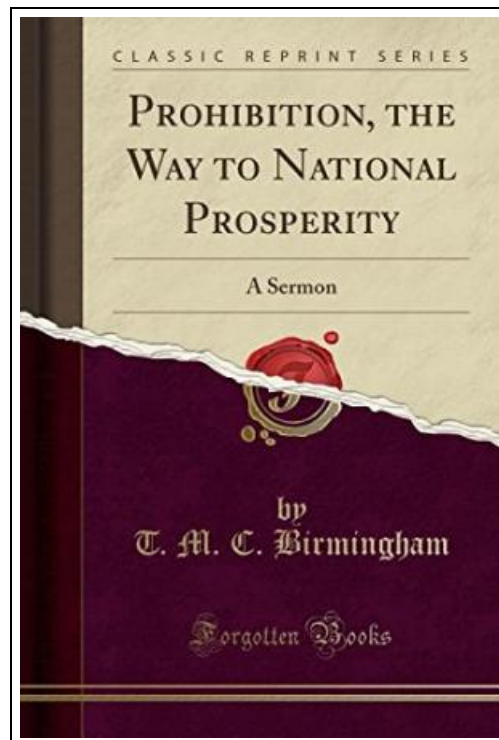 CLASSIC REPRINT SERIES
PROHIBITION, THE
WAY TO NATIONAL
PROSPERITY
A Sermon
F
by
T. M. C. Birmingham
Forgotten Books